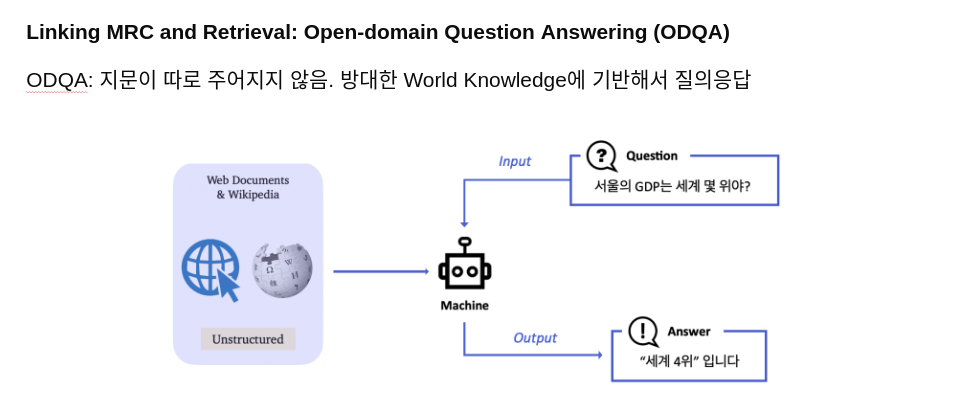 Linking MRC and Retrieval: Open-domain Question Answering (ODQA)
ODQA: 지문이 따로 주어지지 않음. 방대한 World Knowledge에 기반해서 질의응답
Web Documents
& Wikipedia
Unstructured
Input
Question
서울의 GDP는 세계 몇 위야?
Machine
Output
Answer
“세계 4위” 입니다